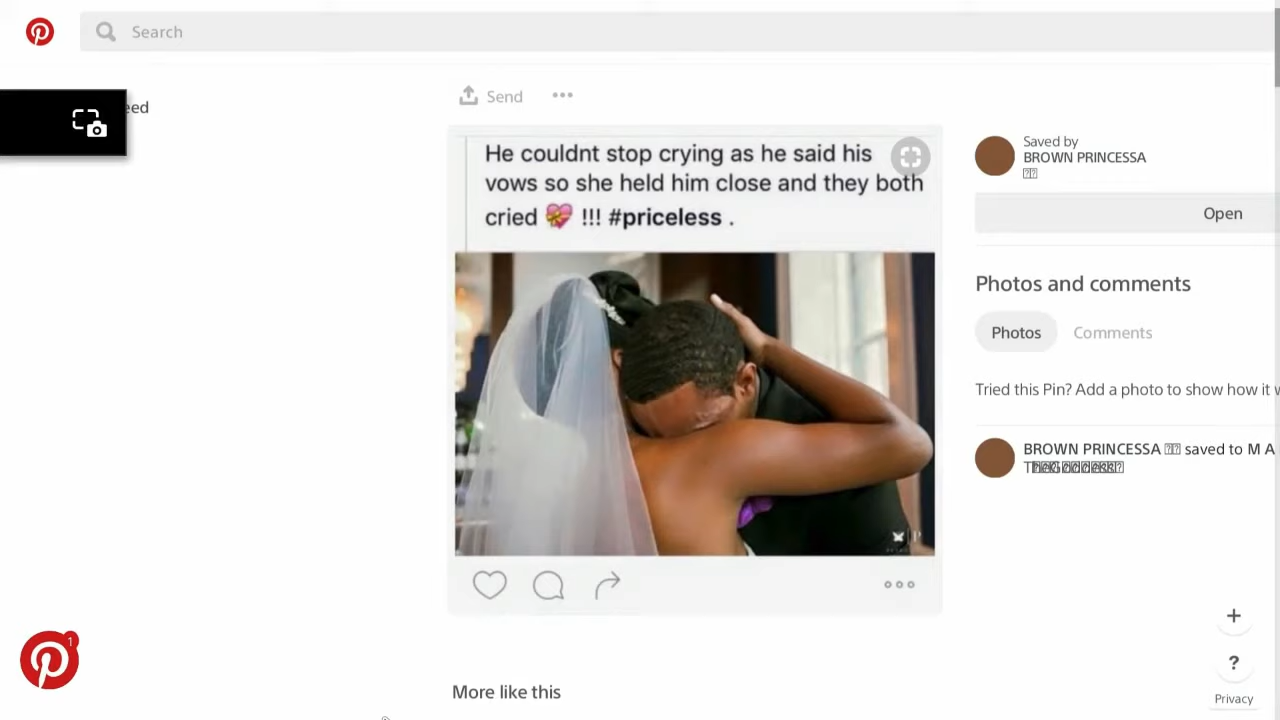 Search
eed
Send
He couldnt stop crying as he said his
vows so she held him close and they both
cried 💝 !!! #priceless .
Saved by
BROWN PRINCESSA
Open
Photos and comments
Photos
Comments
Tried this Pin? Add a photo to show how it w
BROWN PRINCESSA saved to M A
More like this
1
Privacy